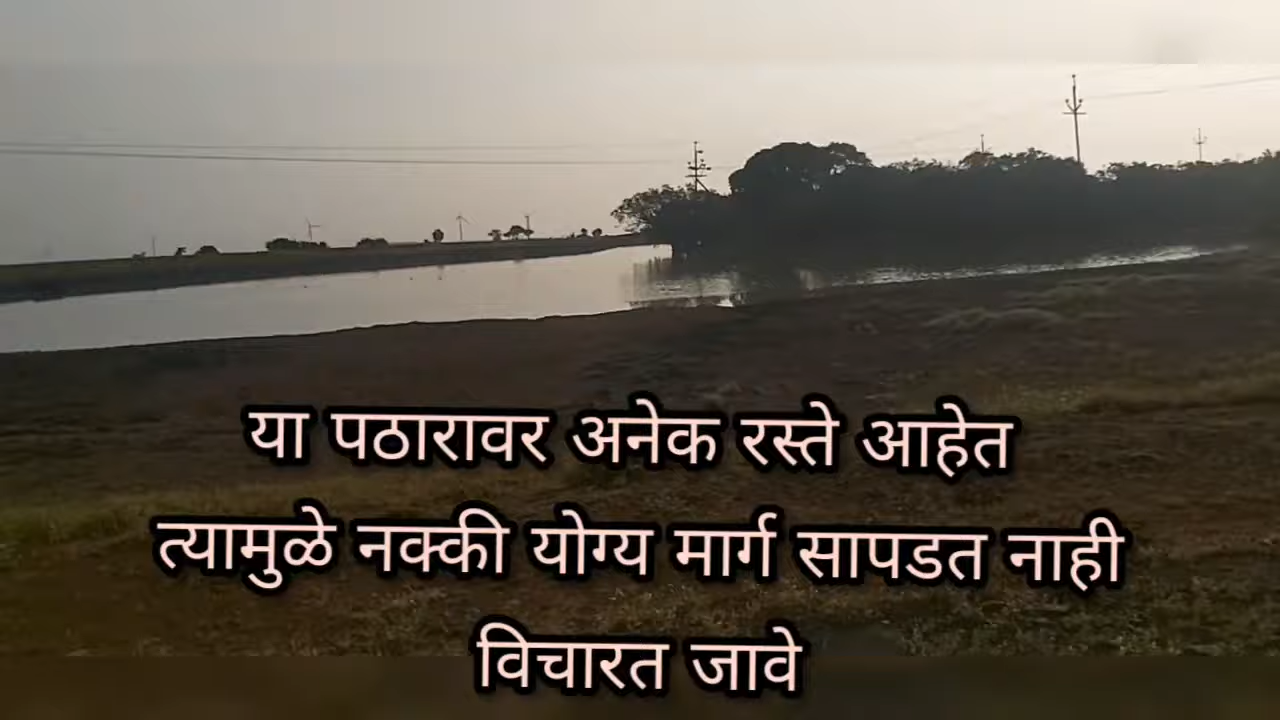 या पठारावर अनेक रस्ते आहेत
त्यामुळे नक्की योग्य मार्ग सापडत नाही
विचारत जावे